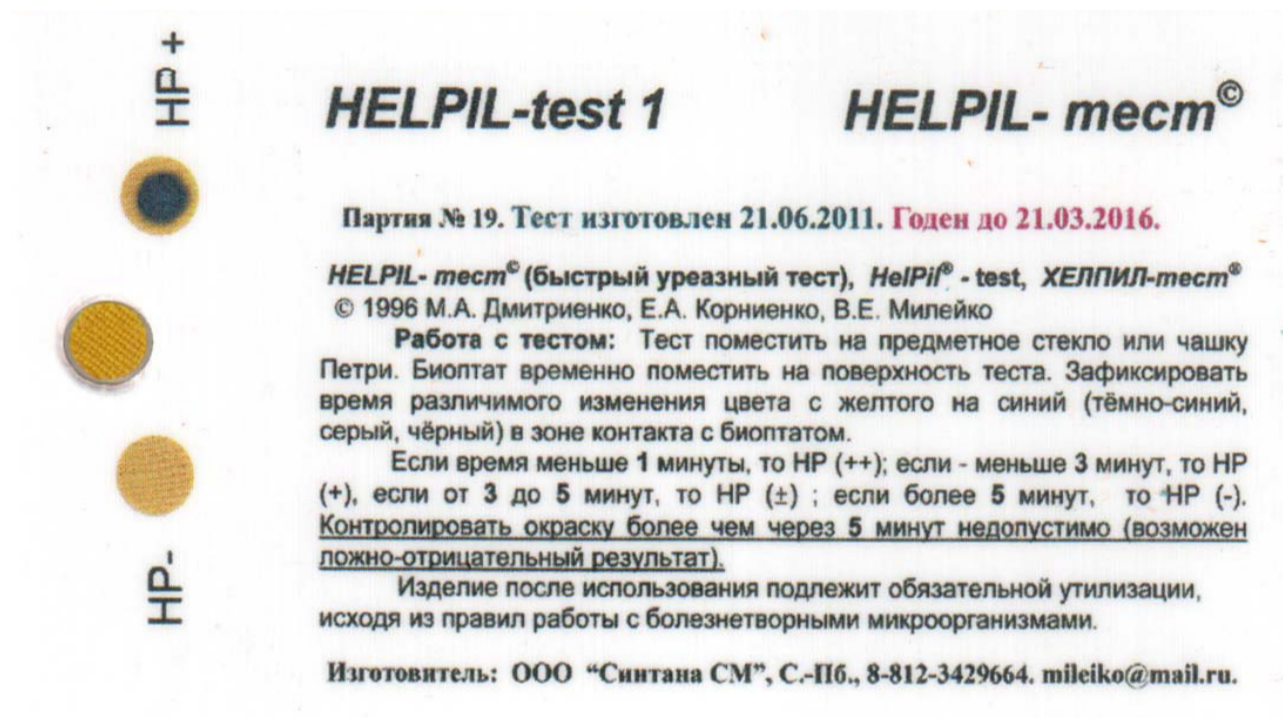 HP+
HP-
HELPIL-test 1 HELPIL- тест©
Партия № 19. Тест изготовлен 21.06.2011. Годен до 21.03.2016.
HELPIL- тест© (быстрый уреазный тест), HelPil® - test, ХЕЛПИЛ-тест®
© 1996 М.А. Дмитриенко, Е.А. Корниенко, В.Е. Милейко
Работа с тестом: Тест поместить на предметное стекло или чашку
Петри. Биоптат временно поместить на поверхность теста. Зафиксировать
время различимого изменения цвета с желтого на синий (тёмно-синий,
серый, чёрный) в зоне контакта с биоптатом.
Если время меньше 1 минуты, то HP (++); если - меньше 3 минут, то HP
(+), если от 3 до 5 минут, то HP (±) ; если более 5 минут, то HP (-).
Контролировать окраску более чем через 5 минут недопустимо (возможен
ложно-отрицательный результат).
Изделие после использования подлежит обязательной утилизации,
исходя из правил работы с болезнетворными микроорганизмами.
Изготовитель: ООО “Синтана СМ”, С.-Пб., 8-812-3429664. mileiko@mail.ru.